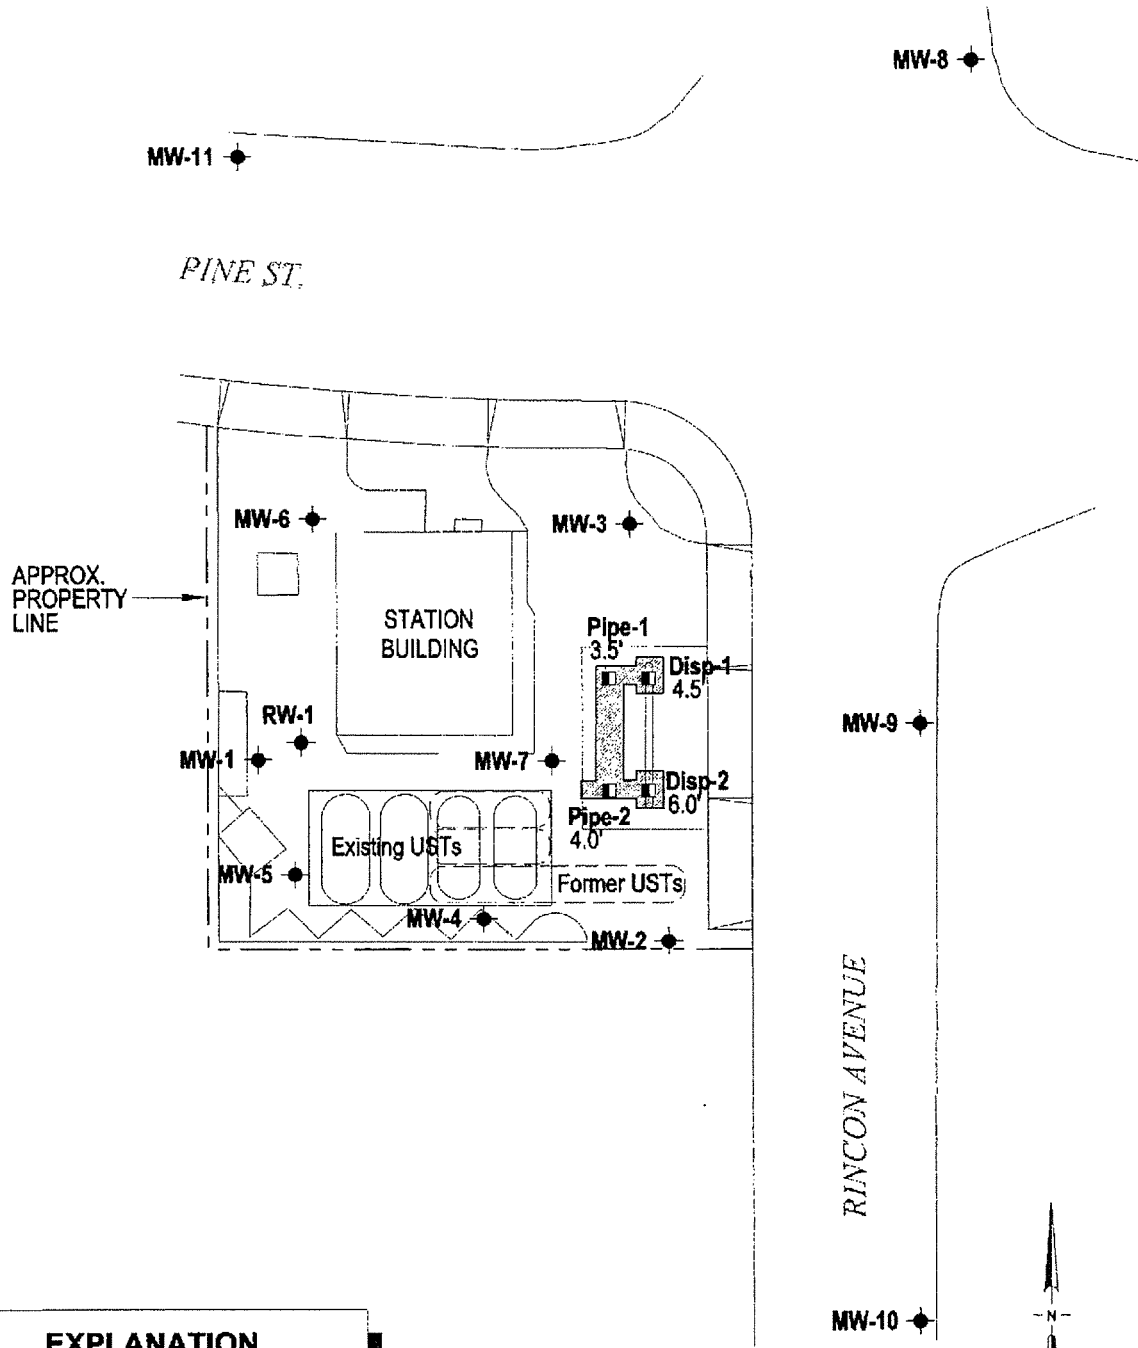 MW-8
MW-11
PINE ST.
MW-6
MW-3
APPROX.
PROPERTY
LINE
STATION
BUILDING
Pipe-1
3.5'
Disp-1
4.5'
RW-1
MW-9
MW-1
MW-7
Disp-2
6.0'
Pipe-2
4.0'
Existing USTs
MW-5
Former USTs
MW-4
MW-2
RINCON AVENUE
N
MW-10
EXPLANATION